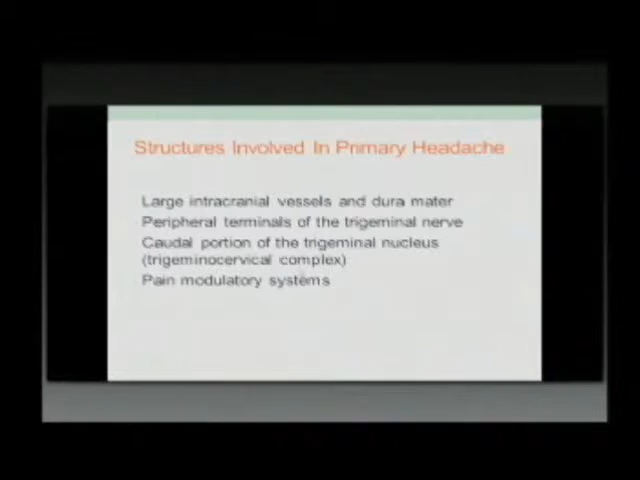 Structures Involved In Primary Headache
Large intracranial vessels and dura mater
Peripheral terminals of the trigeminal nerve
Caudal portion of the trigeminal nucleus
(trigeminocervical complex)
Pain modulatory systems